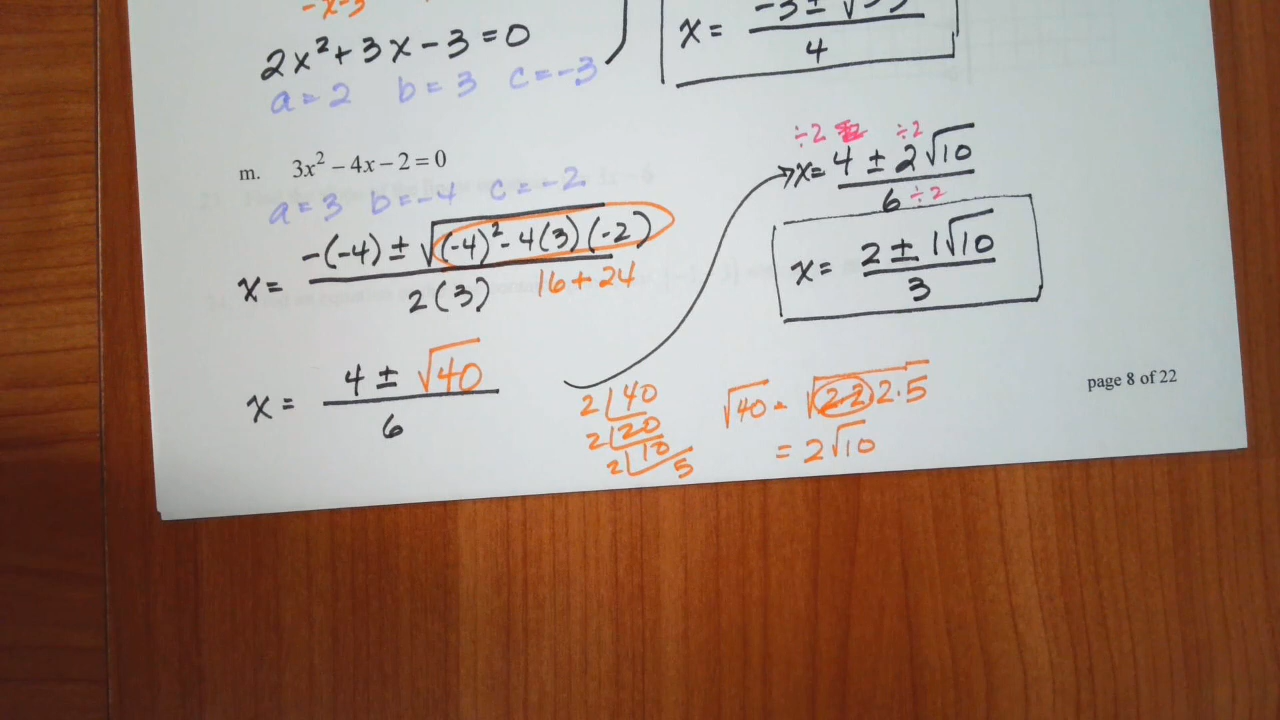 -x-3
2x² + 3x - 3 = 0
a = 2 b = 3 c = -3
x = -3 ± √33 / 4
m. 3x² - 4x - 2 = 0
a = 3 b = -4 c = -2
x = -(-4) ± √(-4)² - 4(3)(-2) / 2(3)
16 + 24
x = 4 ± √40 / 6
2 40
2 20
2 10
5
√40 = √2·2 2·5
= 2√10
÷2 ÷2
x = 4 ± 2√10 / 6 ÷2
x = 2 ± 1√10 / 3
page 8 of 22